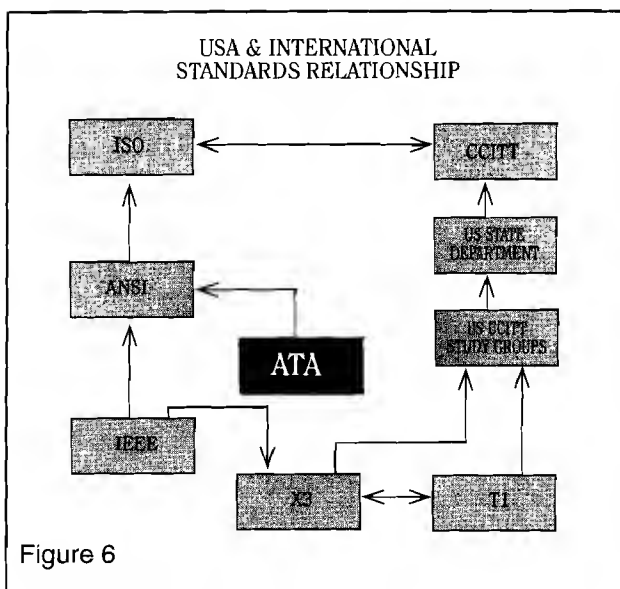 USA & INTERNATIONAL
STANDARDS RELATIONSHIP
ISO
CCITT
US STATE
DEPARTMENT
ANSI
US CCITT
STUDY GROUPS
ATA
IEEE
X3
T1
Figure 6